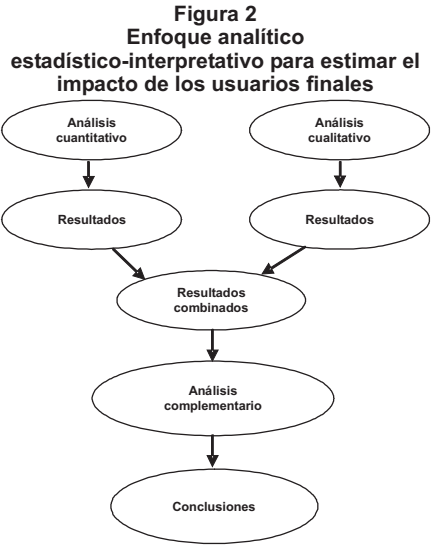 Figura 2
Enfoque analítico
estadístico-interpretativo para estimar el
impacto de los usuarios finales
Análisis
cuantitativo
Análisis
cualitativo
Resultados
Resultados
Resultados
combinados
Análisis
complementario
Conclusiones